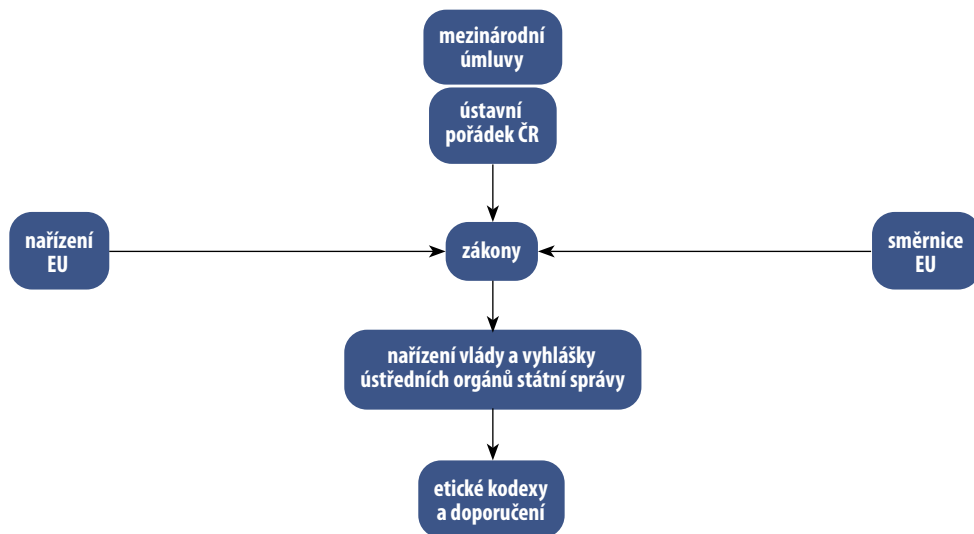 mezinárodní
úmluvy
ústavní
pořádek ČR
nařízení
EU
zákony
směrnice
EU
nařízení vlády a vyhlášky
ústředních orgánů státní správy
etické kodexy
a doporučení